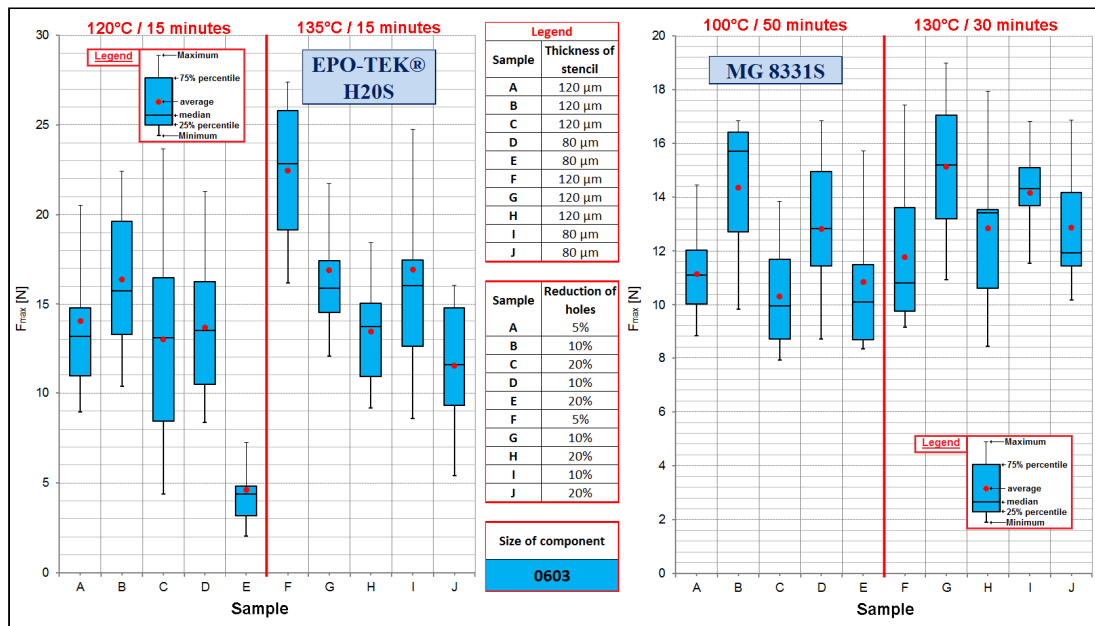 120°C / 15 minutes
135°C / 15 minutes
Fmax [N]
30
25
20
15
10
5
0
Legend
Maximum
75% percentile
average
median
25% percentile
Minimum
EPO-TEK®
H20S
A B C D E F G H I J
Sample
Legend
Sample Thickness of stencil
A 120 µm
B 120 µm
C 120 µm
D 80 µm
E 80 µm
F 120 µm
G 120 µm
H 120 µm
I 80 µm
J 80 µm
Sample Reduction of holes
A 5%
B 10%
C 20%
D 10%
E 20%
F 5%
G 10%
H 20%
I 10%
J 20%
Size of component
0603
100°C / 50 minutes
130°C / 30 minutes
Fmax [N]
20
18
16
14
12
10
8
6
4
2
0
MG 8331S
Legend
Maximum
75% percentile
average
median
25% percentile
Minimum
A B C D E F G H I J
Sample